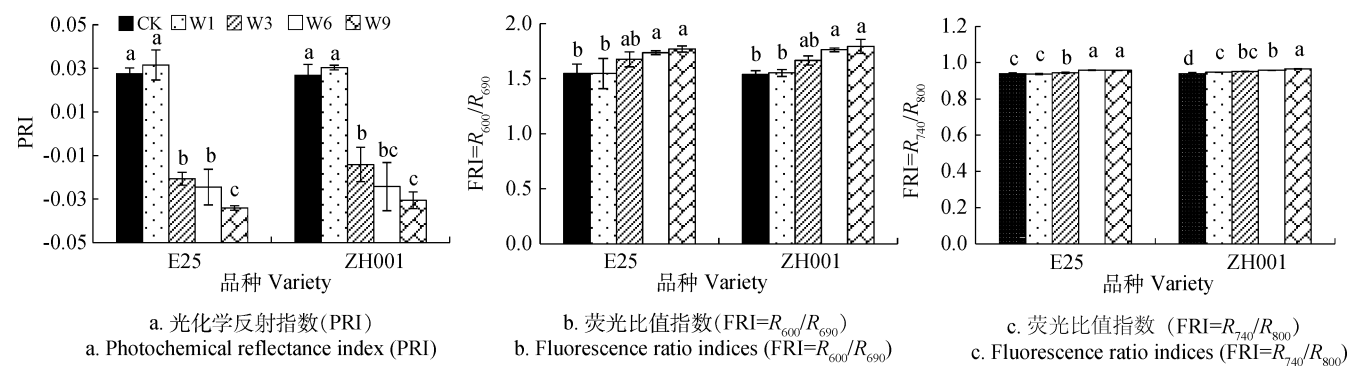 0.05
0.03
0.01
-0.01
-0.03
-0.05
PRI
CK W1 W3 W6 W9
a a b b c
a a b bc c
E25 ZH001
品种 Variety
a. 光化学反射指数(PRI)
a. Photochemical reflectance index (PRI)
2.0
1.5
1.0
0.5
0.0
FRI=R600/R690
b b ab a a
b b ab a a
E25 ZH001
品种 Variety
b. 荧光比值指数(FRI=R600/R690)
b. Fluorescence ratio indices (FRI=R600/R690)
1.2
1.0
0.8
0.6
0.4
0.2
0.0
FRI=R740/R800
c c b a a
d c bc b a
E25 ZH001
品种 Variety
c. 荧光比值指数 (FRI=R740/R800)
c. Fluorescence ratio indices (FRI=R740/R800)